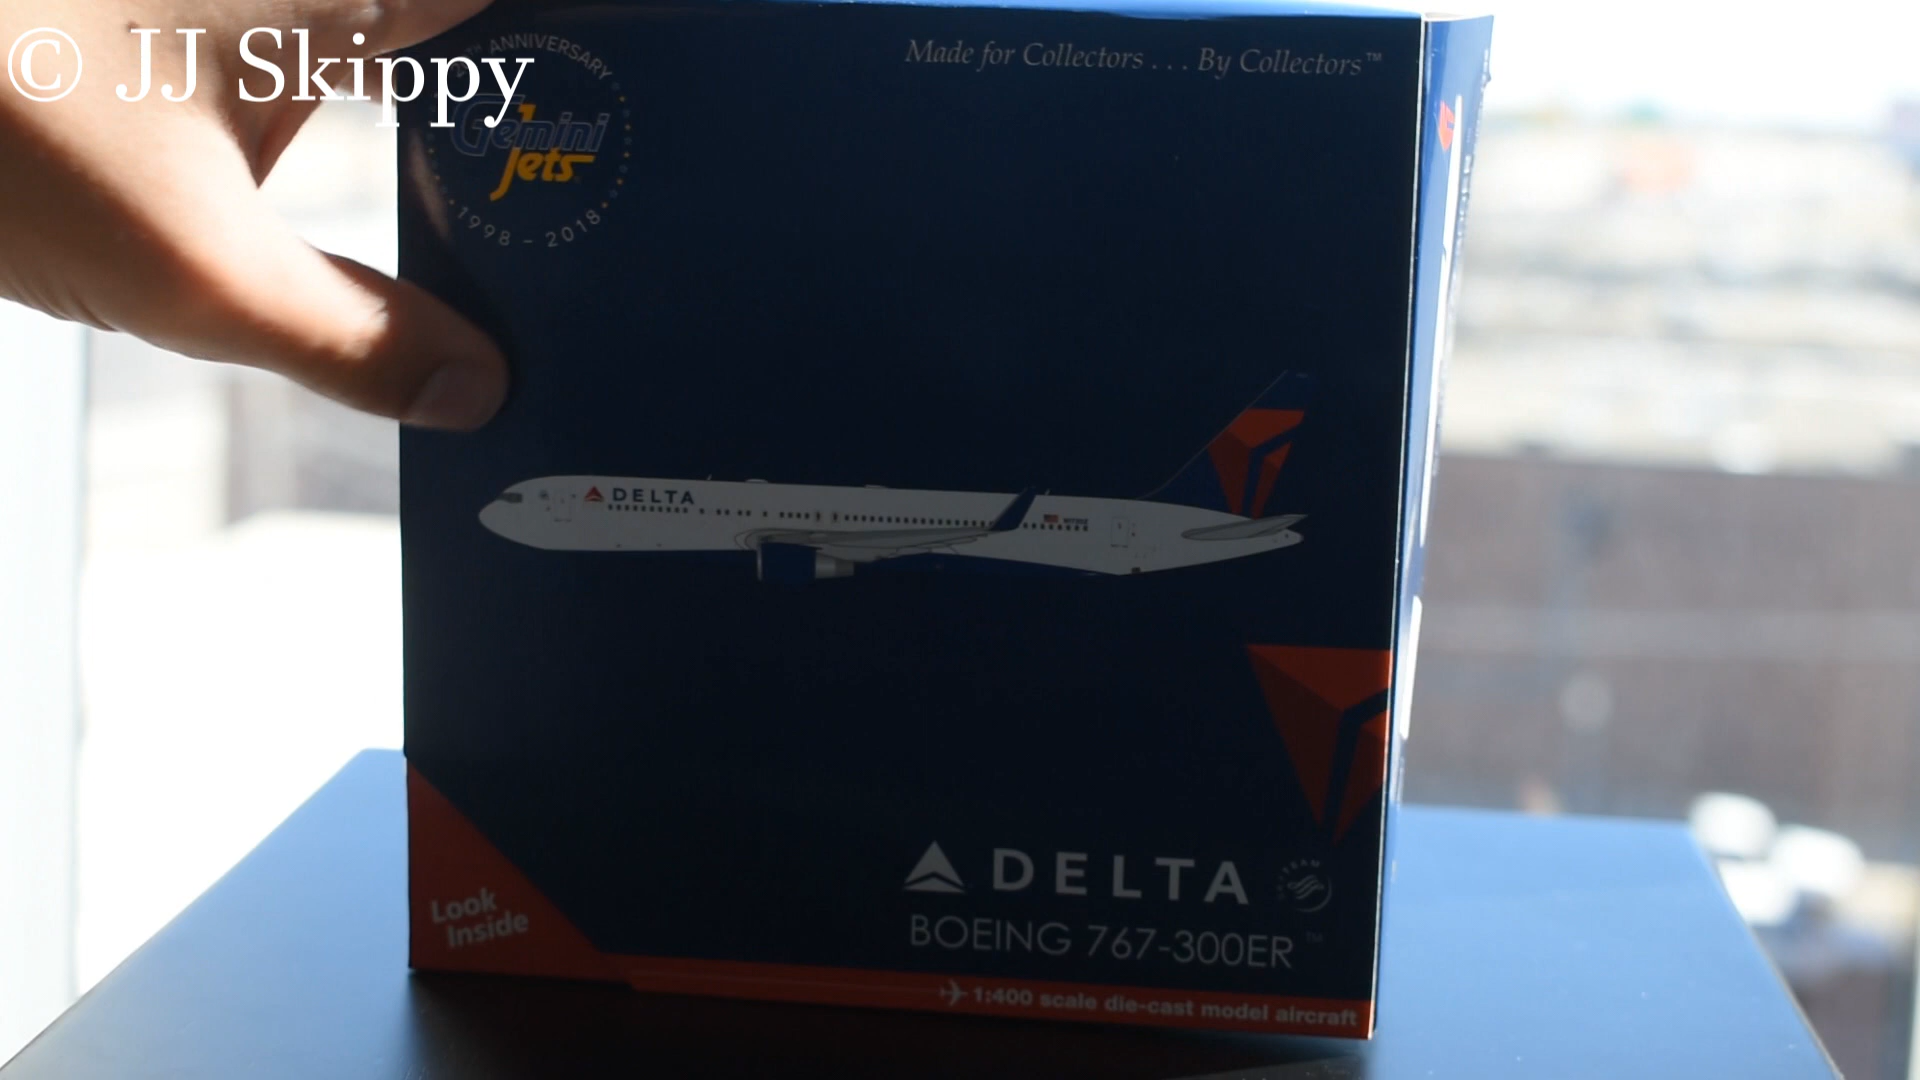 © JJ Skippy
ANNIVERSARY
Gemini
Jets
1998 - 2018
Made for Collectors . . . By Collectors™
DELTA
DELTA
BOEING 767-300ER™
Look
Inside
1:400 scale die-cast model aircraft